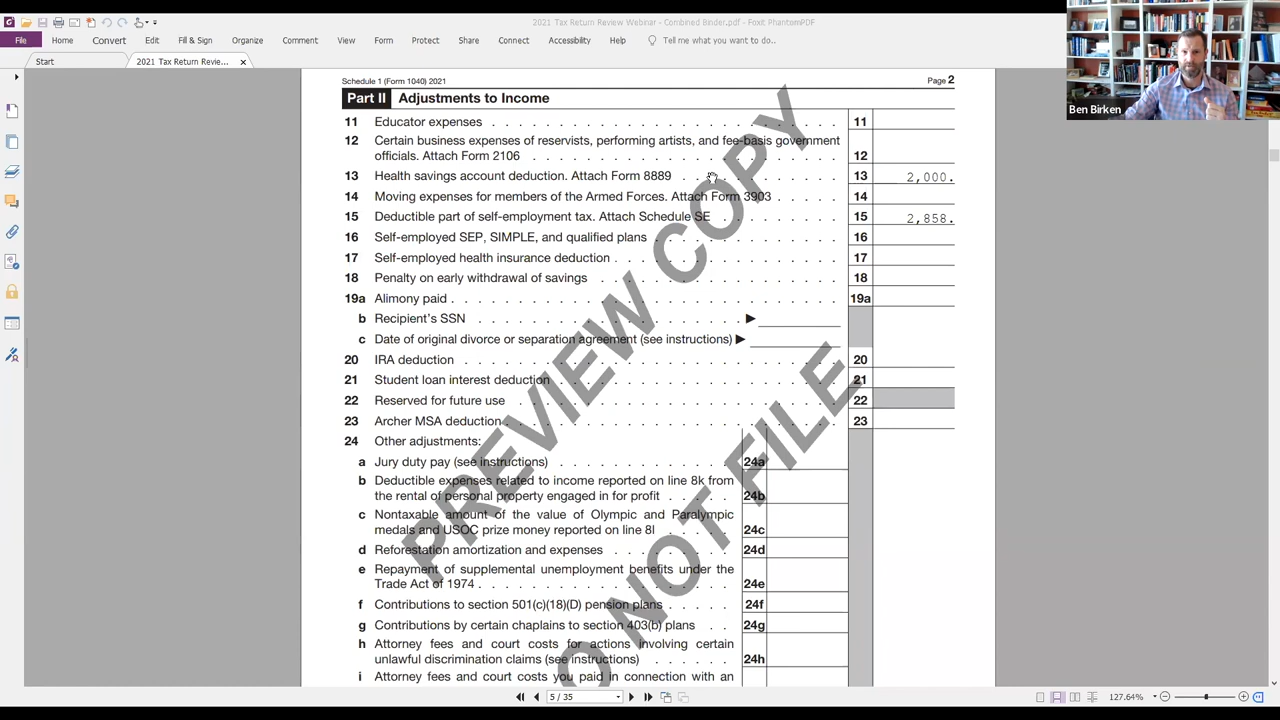 2021 Tax Return Review Webinar - Combined Binder.pdf - Foxit PhantomPDF
File Home Convert Edit Fill & Sign Organize Comment View Form Protect Share Connect Accessibility Help Tell me what you want to do..
Start 2021 Tax Return Revie...
Ben Birken
Schedule 1 (Form 1040) 2021 Page 2
Part II Adjustments to Income
11 Educator expenses . . . . . . . . . . . . . . . . . . . . . . . . . . 11
12 Certain business expenses of reservists, performing artists, and fee-basis government
officials. Attach Form 2106 . . . . . . . . . . . . . . . . . . . . . . . 12
13 Health savings account deduction. Attach Form 8889 . . . . . . . . . . . . 13 2,000.
14 Moving expenses for members of the Armed Forces. Attach Form 3903 . . . . . 14
15 Deductible part of self-employment tax. Attach Schedule SE . . . . . . . . . 15 2,858.
16 Self-employed SEP, SIMPLE, and qualified plans . . . . . . . . . . . . . . 16
17 Self-employed health insurance deduction . . . . . . . . . . . . . . . . . 17
18 Penalty on early withdrawal of savings . . . . . . . . . . . . . . . . . . 18
19a Alimony paid . . . . . . . . . . . . . . . . . . . . . . . . . . . . 19a
b Recipient's SSN . . . . . . . . . . . . . . . . . . . . ▶
c Date of original divorce or separation agreement (see instructions) ▶
20 IRA deduction . . . . . . . . . . . . . . . . . . . . . . . . . . . . 20
21 Student loan interest deduction . . . . . . . . . . . . . . . . . . . . . 21
22 Reserved for future use . . . . . . . . . . . . . . . . . . . . . . . . 22
23 Archer MSA deduction . . . . . . . . . . . . . . . . . . . . . . . . . 23
24 Other adjustments:
a Jury duty pay (see instructions) . . . . . . . . . . . . . 24a
b Deductible expenses related to income reported on line 8k from
the rental of personal property engaged in for profit . . . . . 24b
c Nontaxable amount of the value of Olympic and Paralympic
medals and USOC prize money reported on line 8l . . . . . 24c
d Reforestation amortization and expenses . . . . . . . . . 24d
e Repayment of supplemental unemployment benefits under the
Trade Act of 1974 . . . . . . . . . . . . . . . . . . . 24e
f Contributions to section 501(c)(18)(D) pension plans . . . . . 24f
g Contributions by certain chaplains to section 403(b) plans . . 24g
h Attorney fees and court costs for actions involving certain
unlawful discrimination claims (see instructions) . . . . . . 24h
i Attorney fees and court costs you paid in connection with an
PREVIEW COPY
DO NOT FILE
5 / 35 127.64%